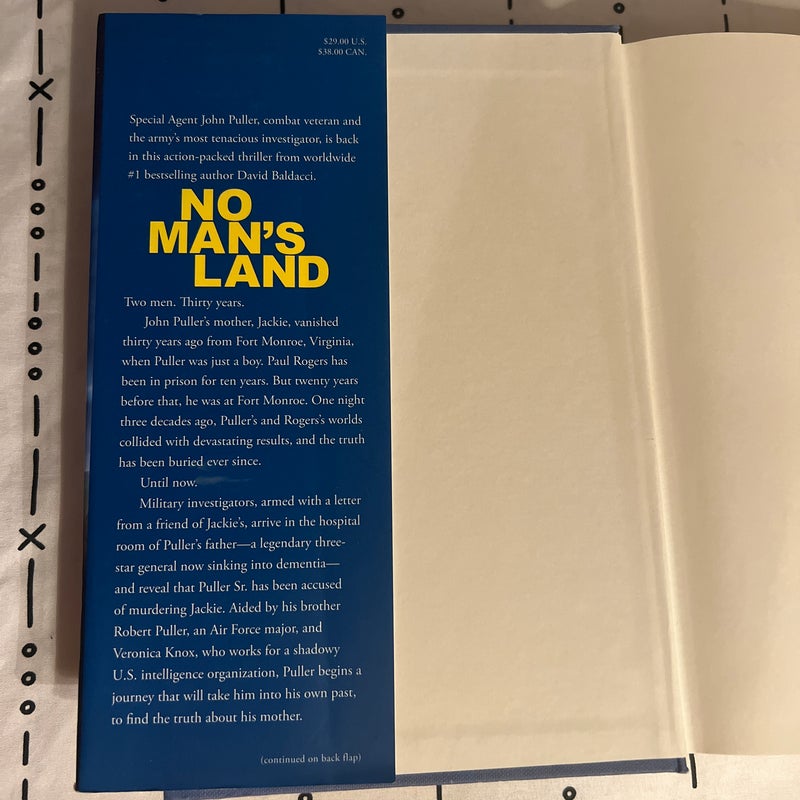 $29.00 U.S.
$38.00 CAN.
Special Agent John Puller, combat veteran and
the army's most tenacious investigator, is back
in this action-packed thriller from worldwide
#1 bestselling author David Baldacci.
NO
MAN'S
LAND
Two men. Thirty years.
John Puller's mother, Jackie, vanished
thirty years ago from Fort Monroe, Virginia,
when Puller was just a boy. Paul Rogers has
been in prison for ten years. But twenty years
before that, he was at Fort Monroe. One night
three decades ago, Puller's and Rogers's worlds
collided with devastating results, and the truth
has been buried ever since.
Until now.
Military investigators, armed with a letter
from a friend of Jackie's, arrive in the hospital
room of Puller's father—a legendary three-
star general now sinking into dementia—
and reveal that Puller Sr. has been accused
of murdering Jackie. Aided by his brother
Robert Puller, an Air Force major, and
Veronica Knox, who works for a shadowy
U.S. intelligence organization, Puller begins a
journey that will take him into his own past,
to find the truth about his mother.
(continued on back flap)